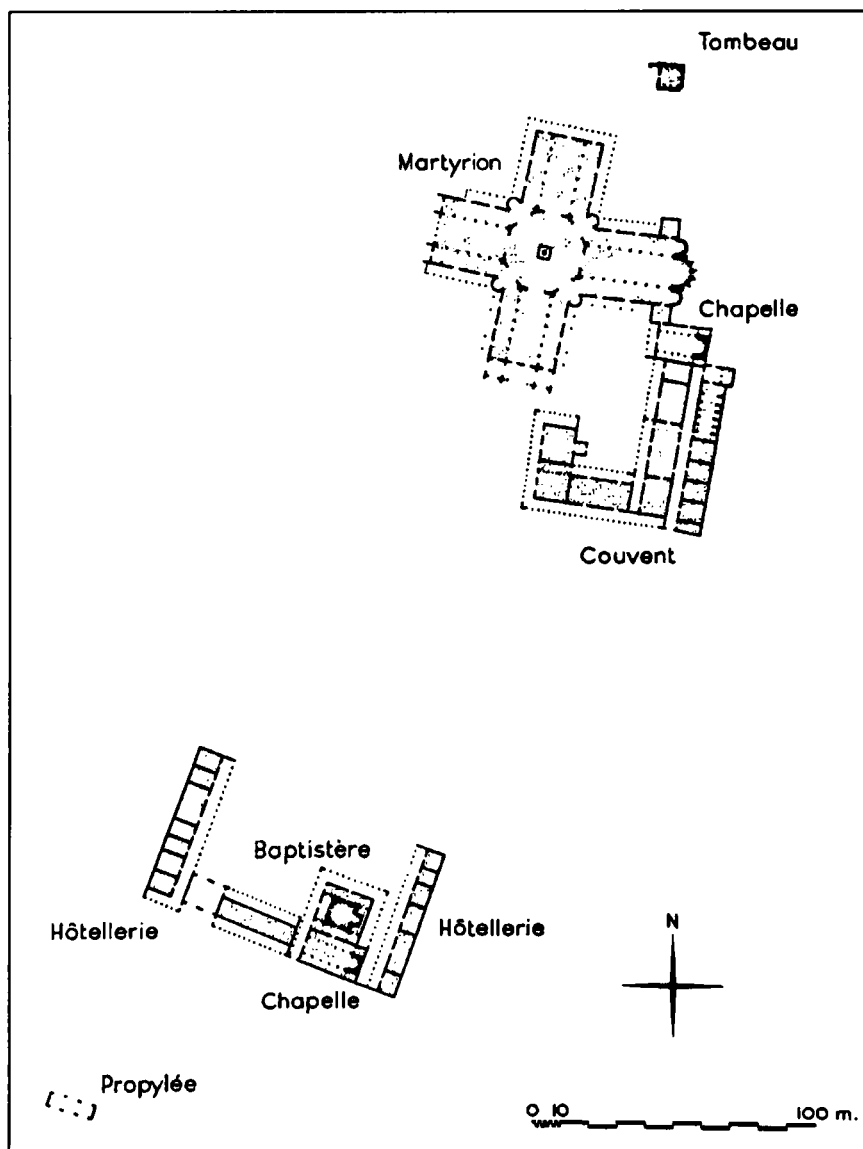 Tombeau
Martyrion
Chapelle
Couvent
Baptistère
Hôtellerie
Hôtellerie
Chapelle
N
Propylée
0 10 100 m.